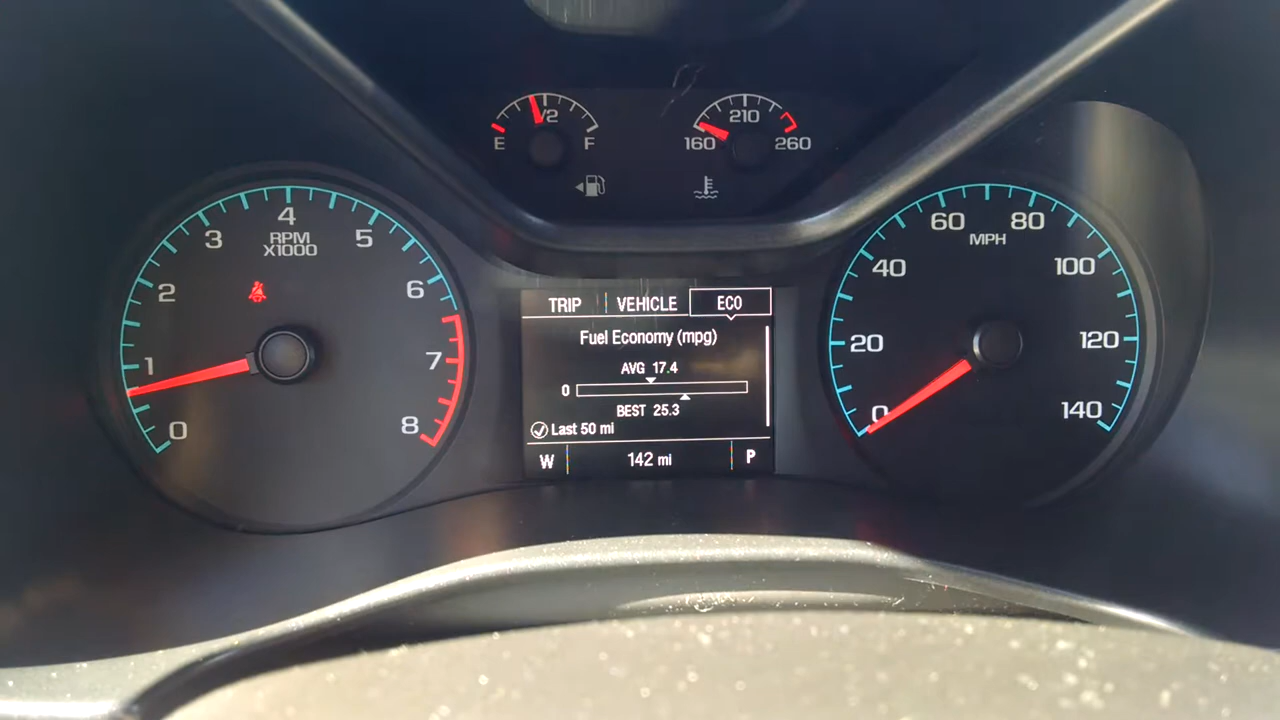 E 1/2 F
160 210 260
0 1 2 3 4 5 6 7 8
RPM
X1000
TRIP VEHICLE ECO
Fuel Economy (mpg)
AVG 17.4
0
BEST 25.3
Last 50 mi
W 142 mi P
0 20 40 60 80 100 120 140
MPH